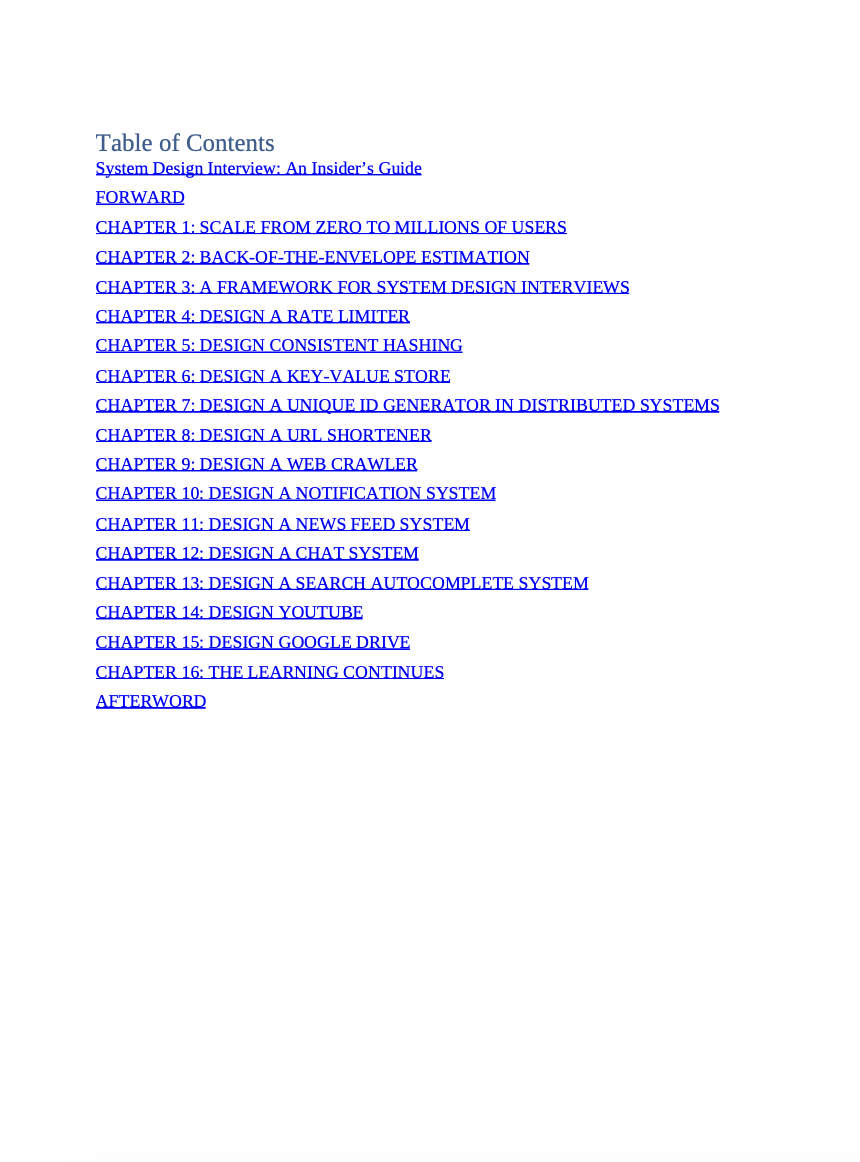 Table of Contents
System Design Interview: An Insider’s Guide
FORWARD
CHAPTER 1: SCALE FROM ZERO TO MILLIONS OF USERS
CHAPTER 2: BACK-OF-THE-ENVELOPE ESTIMATION
CHAPTER 3: A FRAMEWORK FOR SYSTEM DESIGN INTERVIEWS
CHAPTER 4: DESIGN A RATE LIMITER
CHAPTER 5: DESIGN CONSISTENT HASHING
CHAPTER 6: DESIGN A KEY-VALUE STORE
CHAPTER 7: DESIGN A UNIQUE ID GENERATOR IN DISTRIBUTED SYSTEMS
CHAPTER 8: DESIGN A URL SHORTENER
CHAPTER 9: DESIGN A WEB CRAWLER
CHAPTER 10: DESIGN A NOTIFICATION SYSTEM
CHAPTER 11: DESIGN A NEWS FEED SYSTEM
CHAPTER 12: DESIGN A CHAT SYSTEM
CHAPTER 13: DESIGN A SEARCH AUTOCOMPLETE SYSTEM
CHAPTER 14: DESIGN YOUTUBE
CHAPTER 15: DESIGN GOOGLE DRIVE
CHAPTER 16: THE LEARNING CONTINUES
AFTERWORD